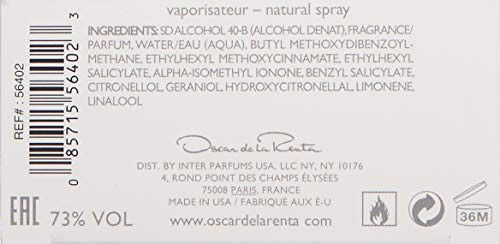 vaporisateur – natural spray
INGREDIENTS: SD ALCOHOL 40-B (ALCOHOL DENAT), FRAGRANCE/
PARFUM, WATER/EAU (AQUA), BUTYL METHOXYDIBENZOYL-
METHANE, ETHYLHEXYL METHOXYCINNAMATE, ETHYLHEXYL
SALICYLATE, ALPHA-ISOMETHYL IONONE, BENZYL SALICYLATE,
CITRONELLOL, GERANIOL, HYDROXYCITRONELLAL, LIMONENE,
LINALOOL
REF# : 56402
0 85715 56402 3
Oscar de la Renta
DIST. BY INTER PARFUMS USA, LLC NY, NY 10176
4, ROND POINT DES CHAMPS ÉLYSÉES
75008 PARIS, FRANCE
MADE IN USA / FABRIQUÉ AUX É-U
EAC 73% VOL www.oscardelarenta.com 36M